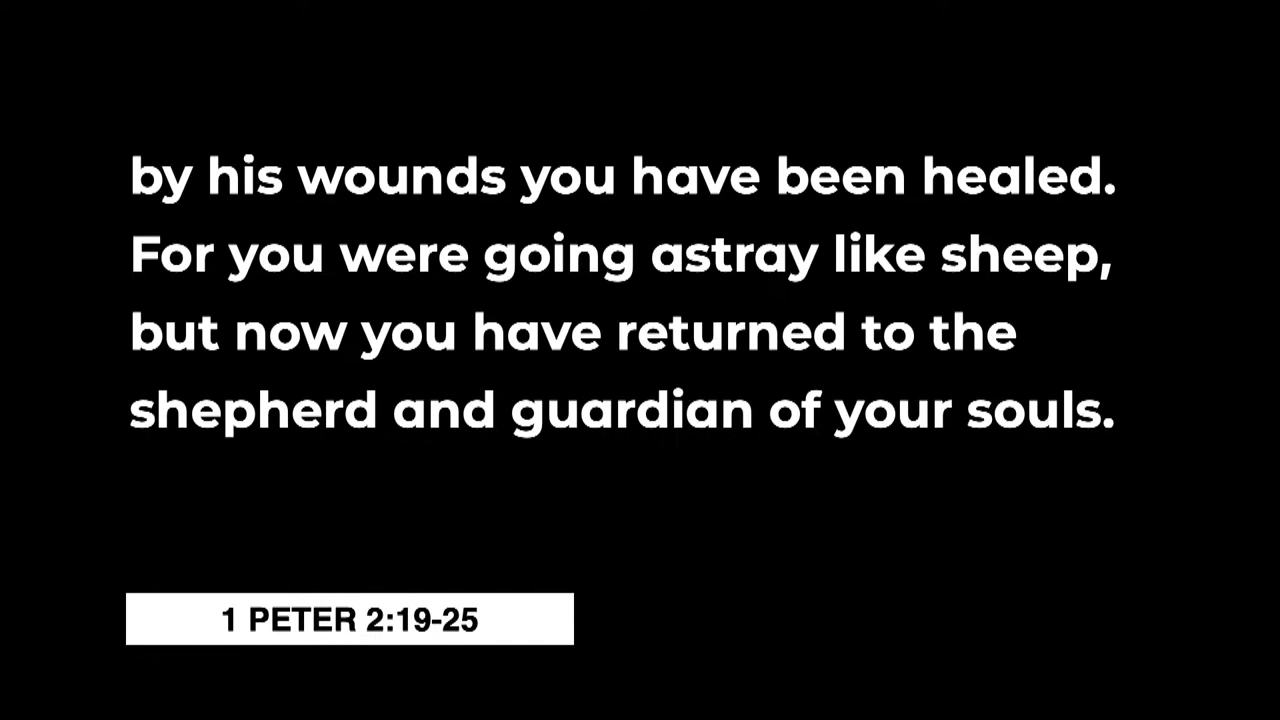 by his wounds you have been healed.
For you were going astray like sheep,
but now you have returned to the
shepherd and guardian of your souls.
1 PETER 2:19-25